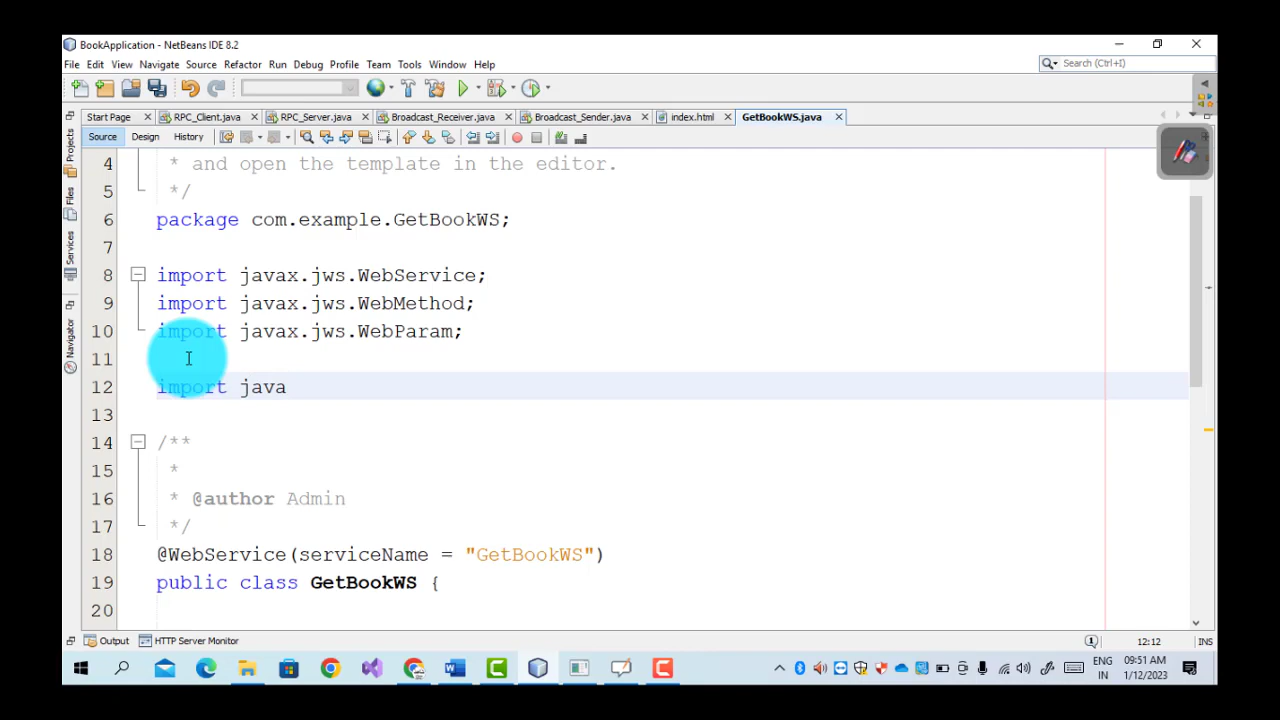 BookApplication - NetBeans IDE 8.2
File Edit View Navigate Source Refactor Run Debug Profile Team Tools Window Help
Search (Ctrl+I)
Start Page RPC_Client.java RPC_Server.java Broadcast_Receiver.java Broadcast_Sender.java index.html GetBookWS.java
Source Design History
Projects
Files
Services
Navigator
4 * and open the template in the editor.
5 */
6 package com.example.GetBookWS;
7
8 import javax.jws.WebService;
9 import javax.jws.WebMethod;
10 import javax.jws.WebParam;
11
12 import java
13
14 /**
15 *
16 * @author Admin
17 */
18 @WebService(serviceName = "GetBookWS")
19 public class GetBookWS {
20
Output HTTP Server Monitor 1 12:12 INS
ENG 09:51 AM
IN 1/12/2023